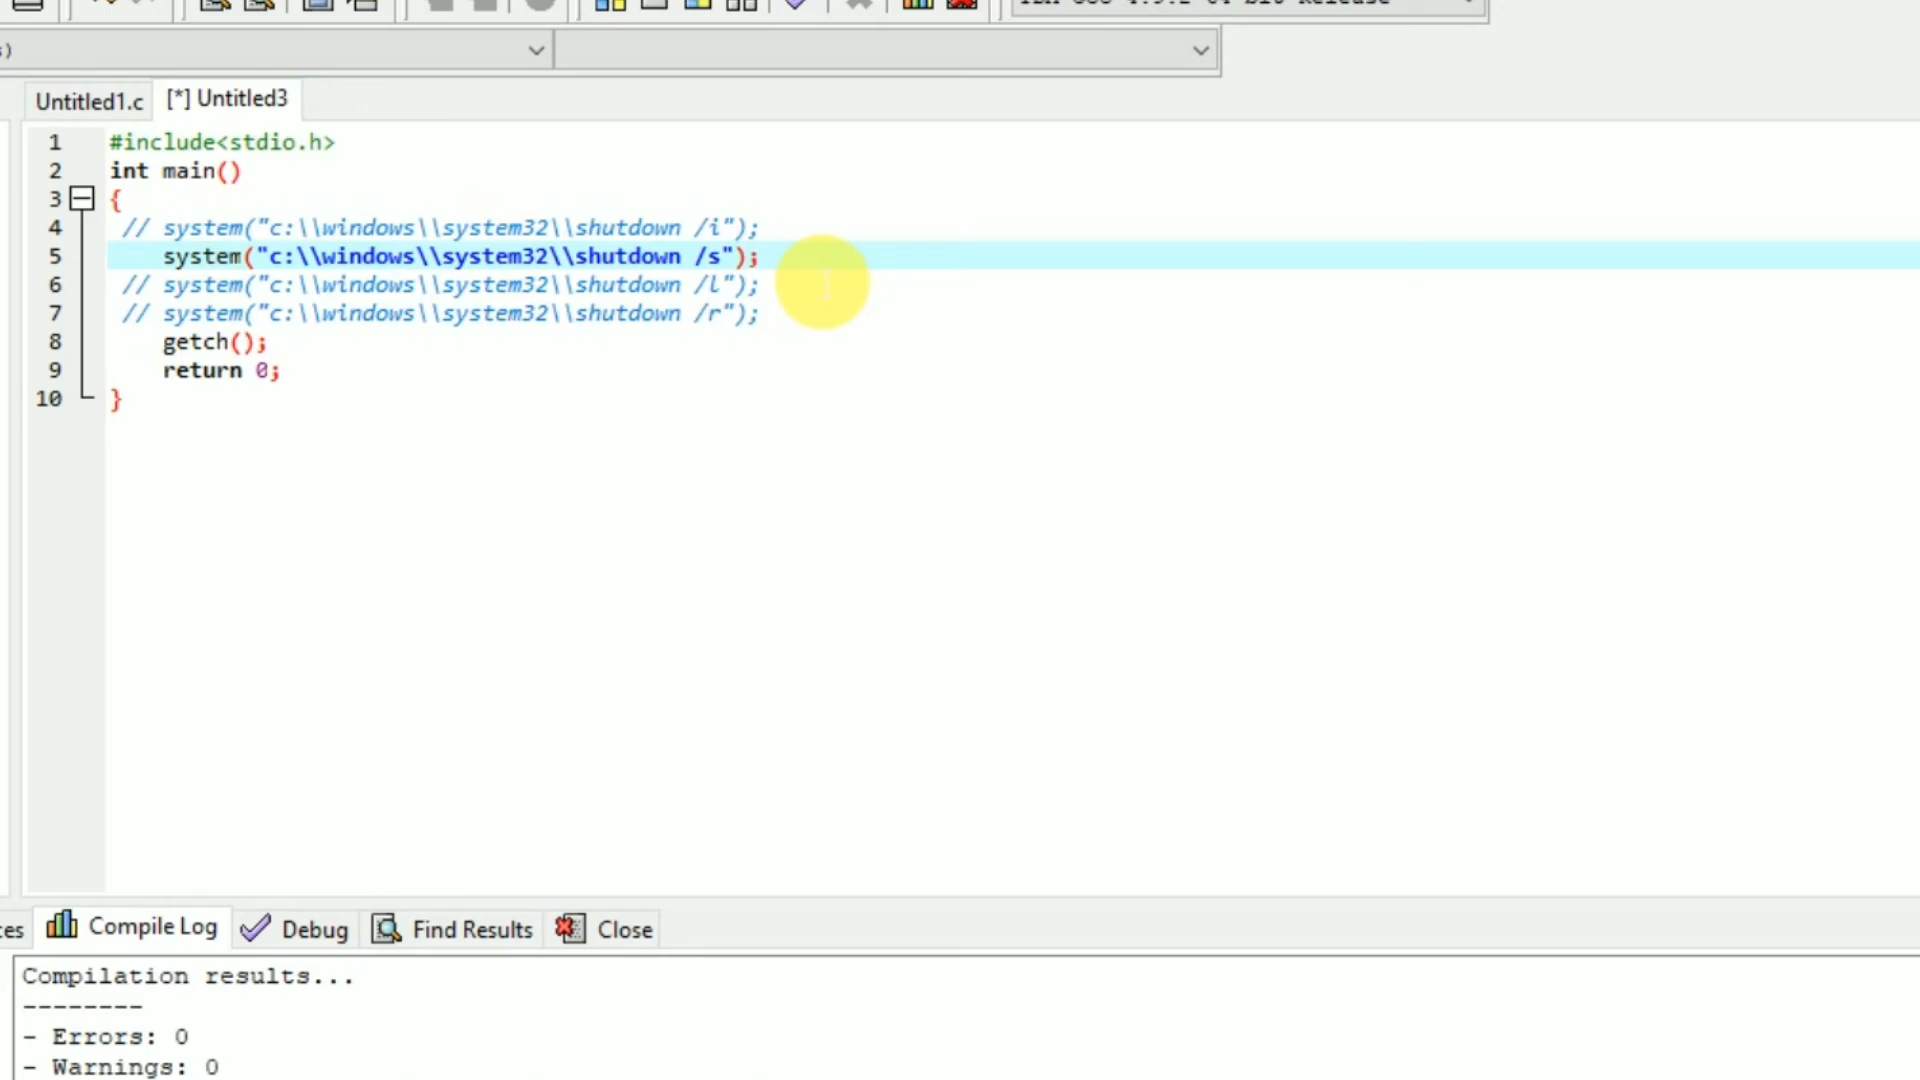 s)
Untitled1.c
[*] Untitled3
1 #include<stdio.h>
2 int main()
3 {
4 // system("c:\\windows\\system32\\shutdown /i");
5 system("c:\\windows\\system32\\shutdown /s");
6 // system("c:\\windows\\system32\\shutdown /l");
7 // system("c:\\windows\\system32\\shutdown /r");
8 getch();
9 return 0;
10 }
ces Compile Log Debug Find Results Close
Compilation results...
--------
- Errors: 0
- Warnings: 0